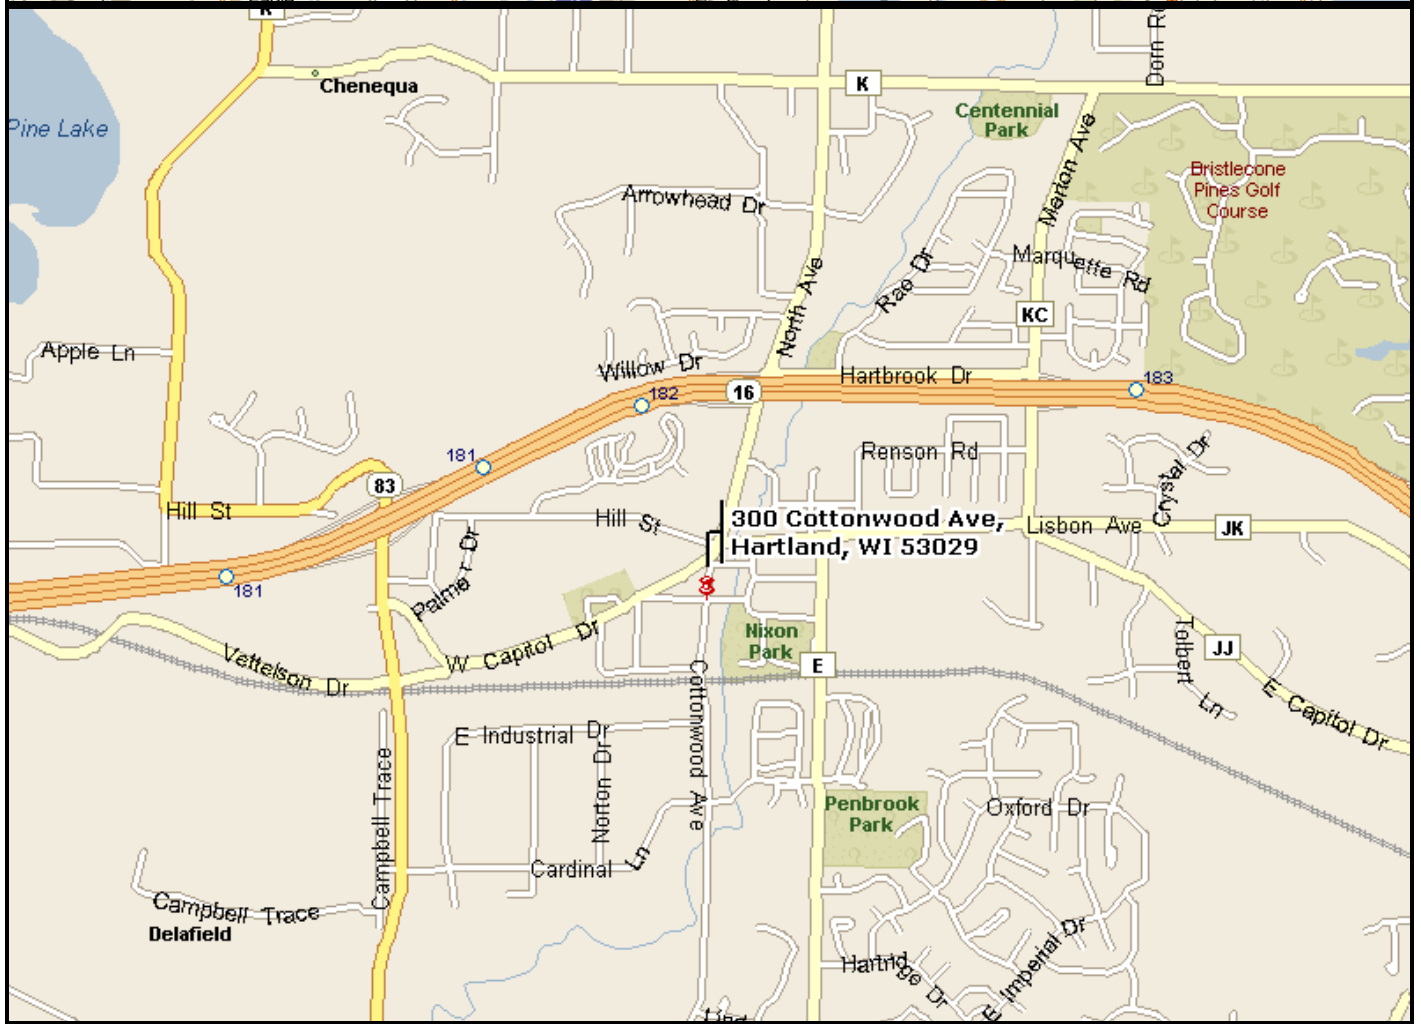 K
Chenequa
K
Dorn Rd
Centennial
Park
Pine Lake
Merton Ave
Bristlecone
Pines Golf
Course
Arrowhead Dr
Marquette Rd
Rae Dr
North Ave
KC
Apple Ln
Willow Dr
Hartbrook Dr
183
182
16
Renson Rd
181
Crystal Dr
83
Hill St
Hill St
300 Cottonwood Ave,
Hartland, WI 53029
Lisbon Ave
JK
Palmer Dr
181
Nixon
Park
Tolbert Ln
Vettelson Dr
W Capitol Dr
E
JJ
E Capitol Dr
Cottonwood Ave
E Industrial Dr
Norton Dr
Campbell Trace
Penbrook
Park
Oxford Dr
Cardinal Ln
Campbell Trace
Delafield
Hartridge Dr
E Imperial Dr